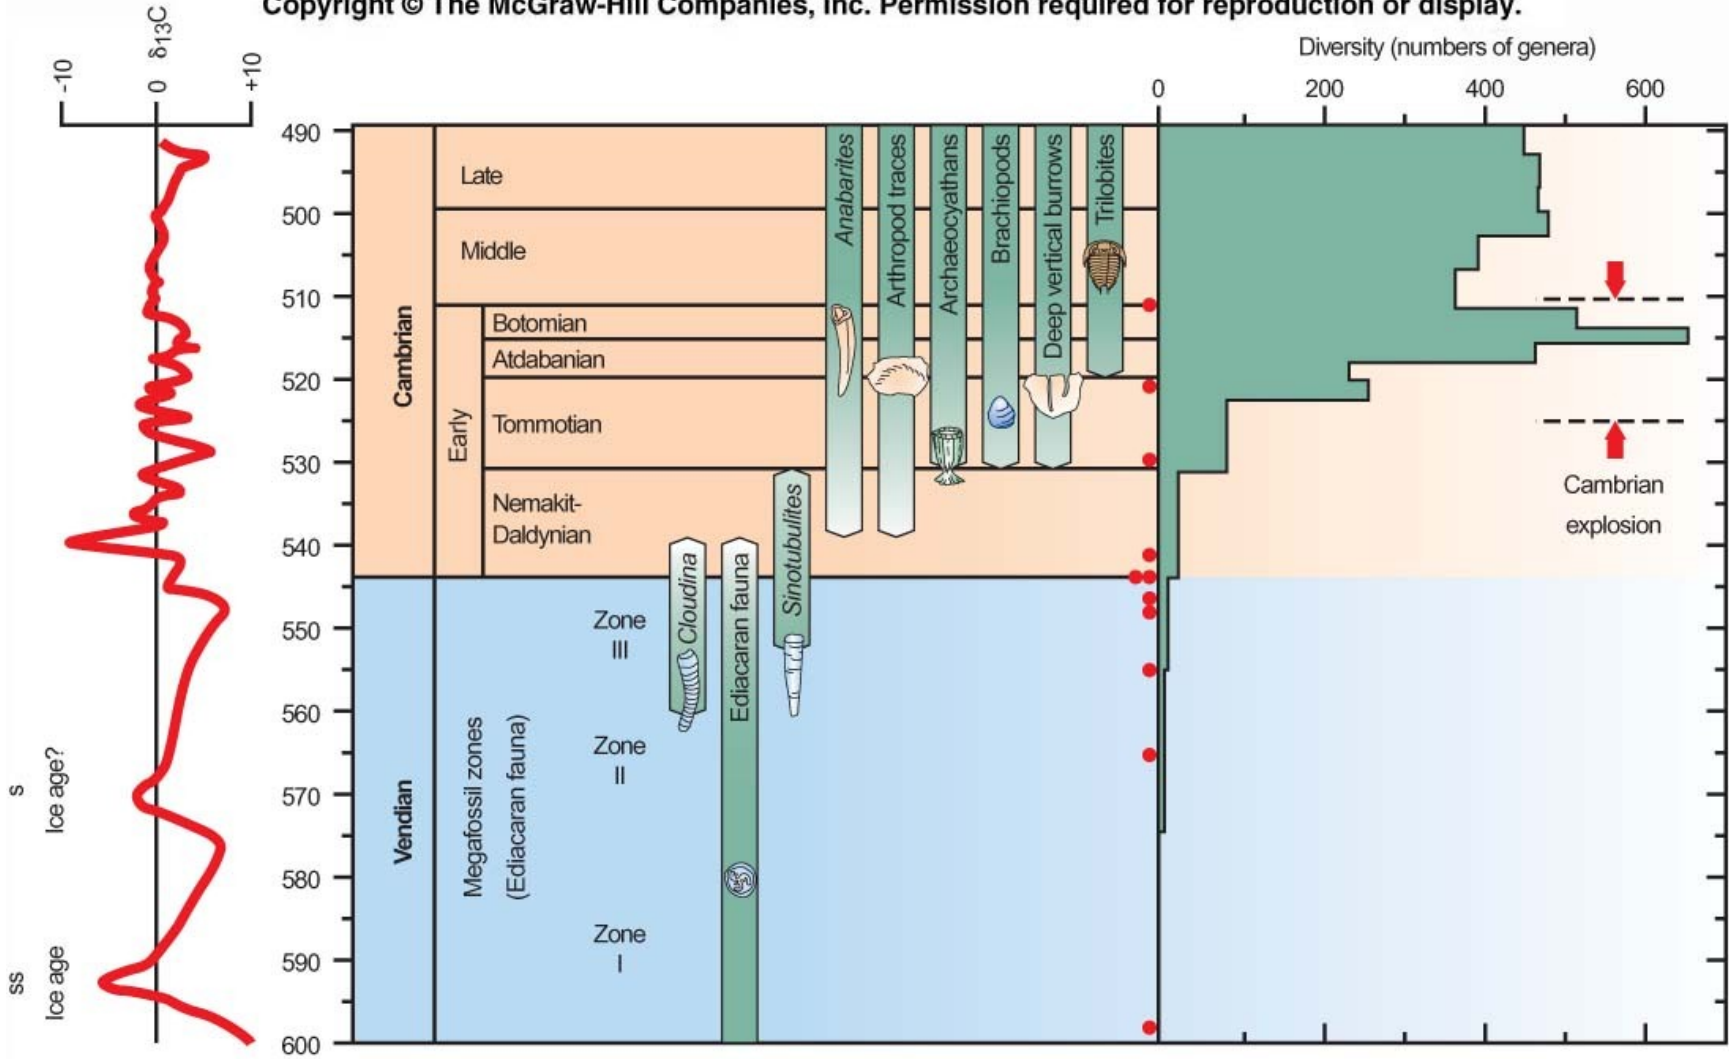 Copyright © The McGraw-Hill Companies, Inc. Permission required for reproduction or display.
δ13C
-10
0
+10
Diversity (numbers of genera)
0
200
400
600
490
500
510
520
530
540
550
560
570
580
590
600
Cambrian
Late
Middle
Early
Botomian
Atdabanian
Tommotian
Nemakit-
Daldynian
Vendian
Megafossil zones
(Ediacaran fauna)
Zone
III
Zone
II
Zone
I
Cloudina
Ediacaran fauna
Sinotubulites
Anabarites
Arthropod traces
Archaeocyathans
Brachiopods
Deep vertical burrows
Trilobites
Cambrian
explosion
s
Ice age?
ss
Ice age